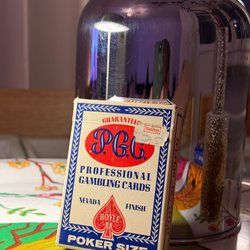 GUARANTEED
P.G.C.
PROFESSIONAL
GAMBLING CARDS
NEVADA FINISH
HOYLE
POKER SIZE